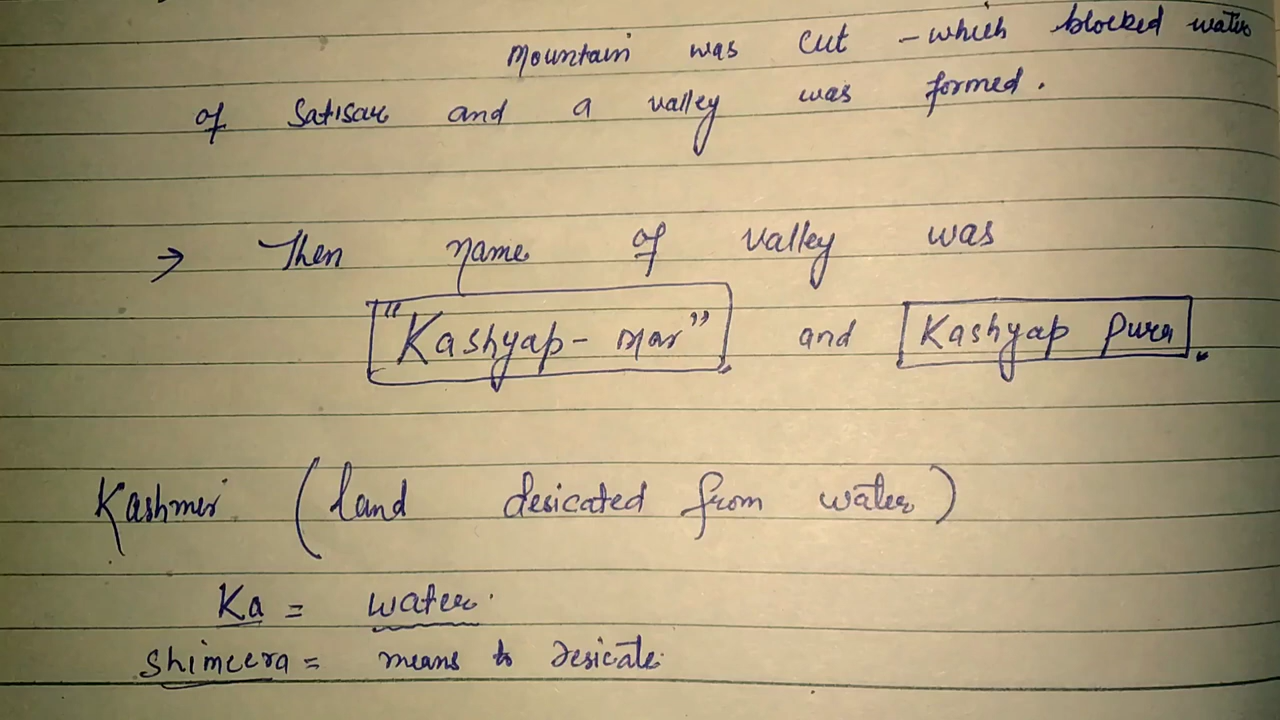 Mountain was cut - which blocked water
of Satisar and a valley was formed.
→ Then name of valley was
"Kashyap-mar" and Kashyap Pura.
Kashmir (land desicated from water)
Ka = water.
Shimeera = means to desicate.